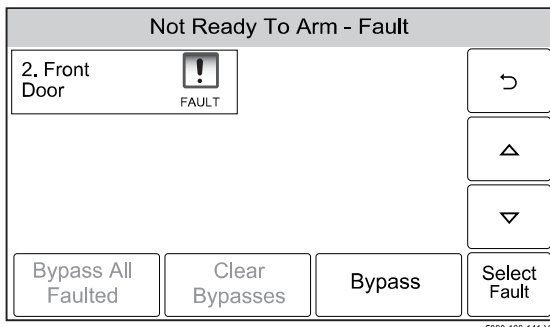 Not Ready To Arm - Fault
2. Front
Door
!
FAULT
Bypass All
Faulted
Clear
Bypasses
Bypass
Select
Fault